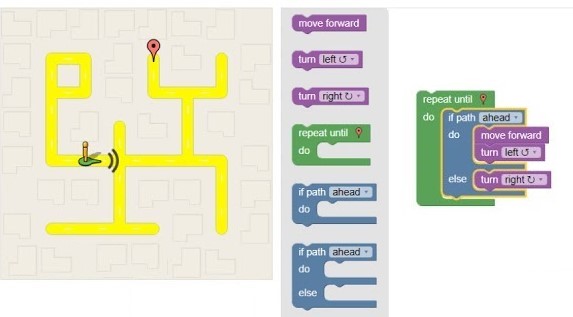 move forward
turn left ↺
turn right ↻
repeat until
do
if path ahead
do
if path ahead
do
else
repeat until
do if path ahead
do move forward
turn left ↺
else turn right ↻